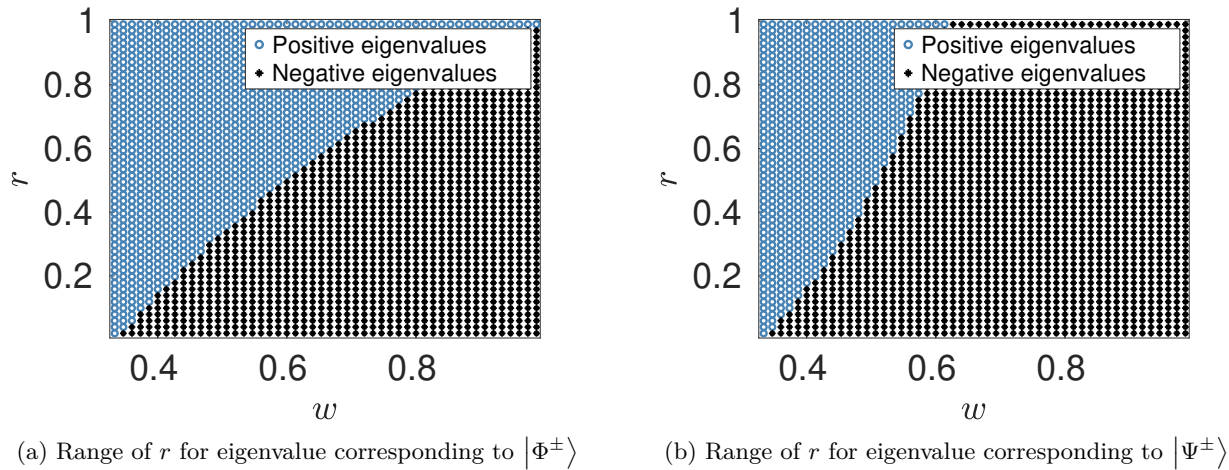 1
0.8
0.6
0.4
0.2
r
Positive eigenvalues
Negative eigenvalues
0.4 0.6 0.8
w
(a) Range of r for eigenvalue corresponding to |Φ±⟩
1
0.8
0.6
0.4
0.2
r
Positive eigenvalues
Negative eigenvalues
0.4 0.6 0.8
w
(b) Range of r for eigenvalue corresponding to |Ψ±⟩